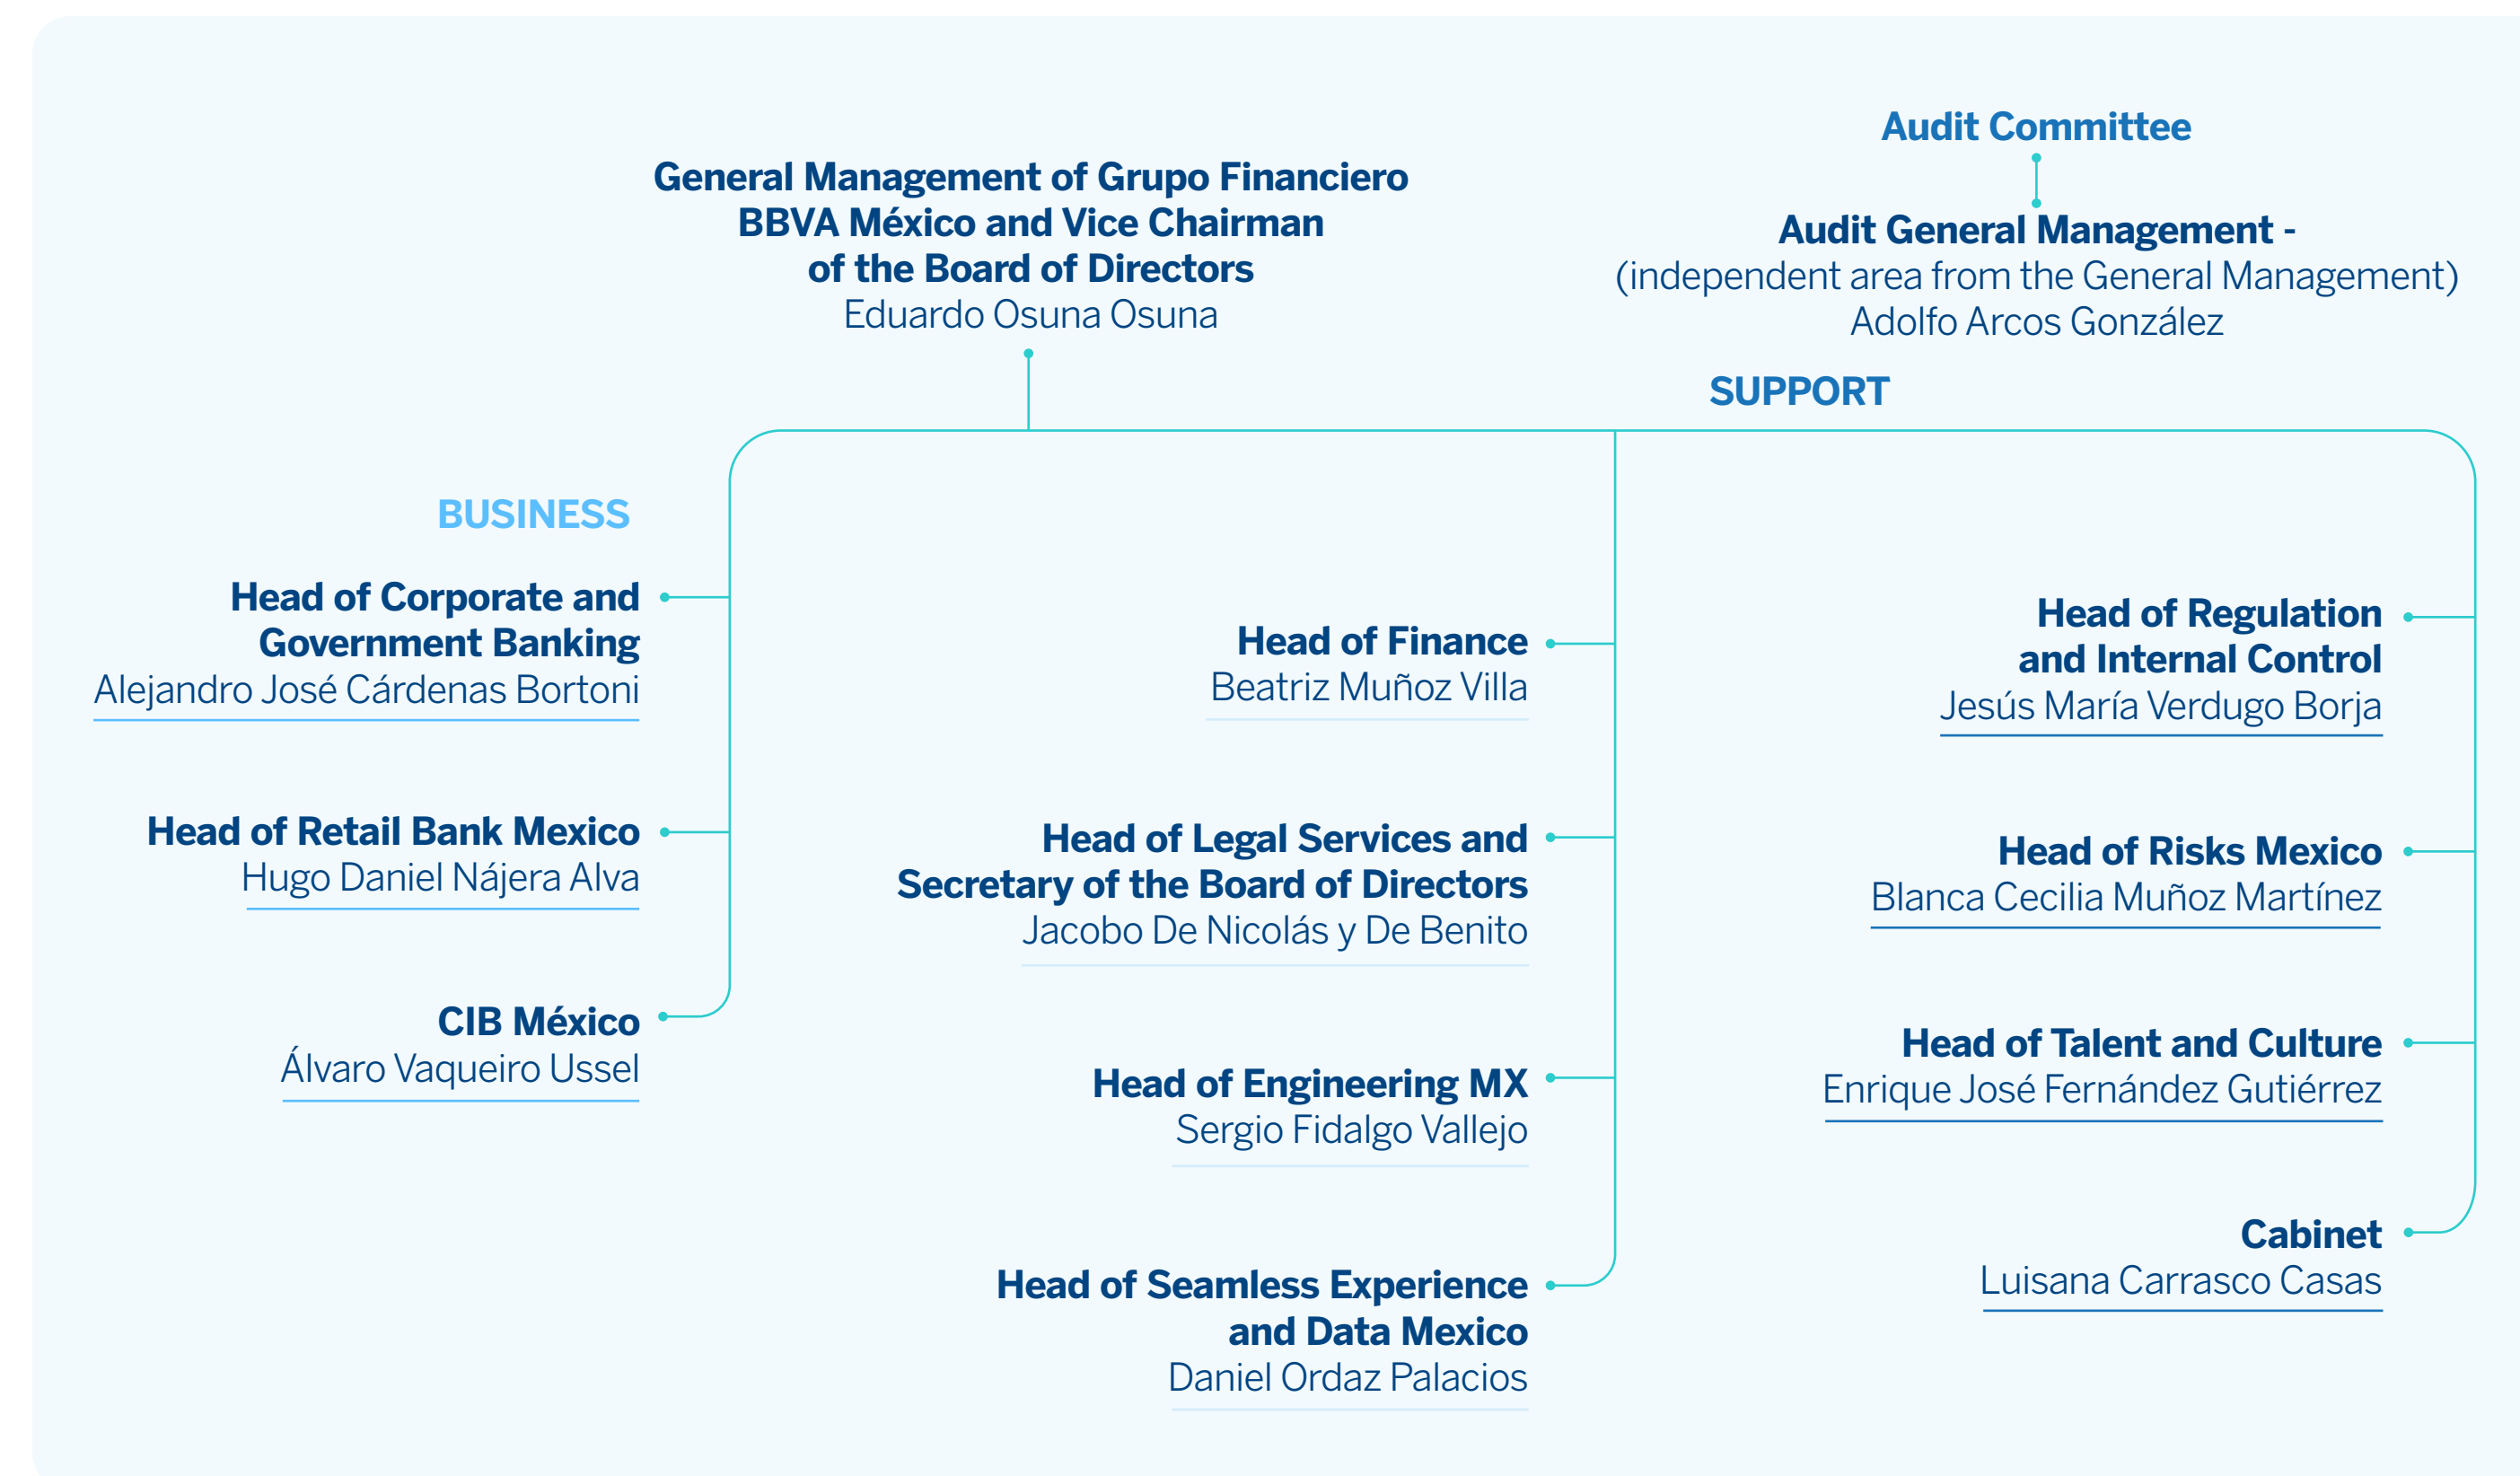 General Management of Grupo Financiero
BBVA México and Vice Chairman
of the Board of Directors
Eduardo Osuna Osuna
Audit Committee
Audit General Management -
(independent area from the General Management)
Adolfo Arcos González
SUPPORT
BUSINESS
Head of Corporate and
Government Banking
Alejandro José Cárdenas Bortoni
Head of Retail Bank Mexico
Hugo Daniel Nájera Alva
CIB México
Álvaro Vaqueiro Ussel
Head of Finance
Beatriz Muñoz Villa
Head of Legal Services and
Secretary of the Board of Directors
Jacobo De Nicolás y De Benito
Head of Engineering MX
Sergio Fidalgo Vallejo
Head of Seamless Experience
and Data Mexico
Daniel Ordaz Palacios
Head of Regulation
and Internal Control
Jesús María Verdugo Borja
Head of Risks Mexico
Blanca Cecilia Muñoz Martínez
Head of Talent and Culture
Enrique José Fernández Gutiérrez
Cabinet
Luisana Carrasco Casas